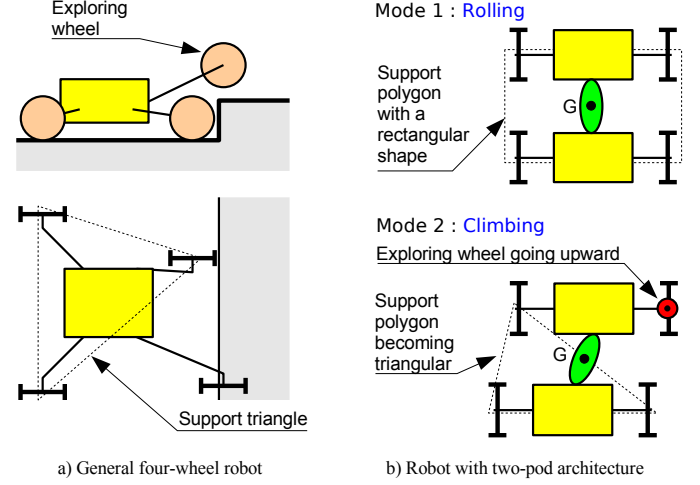 Exploring
wheel
Support triangle
a) General four-wheel robot
Mode 1 : Rolling
Support
polygon
with a
rectangular
shape
G
Mode 2 : Climbing
Exploring wheel going upward
Support
polygon
becoming
triangular
G
b) Robot with two-pod architecture